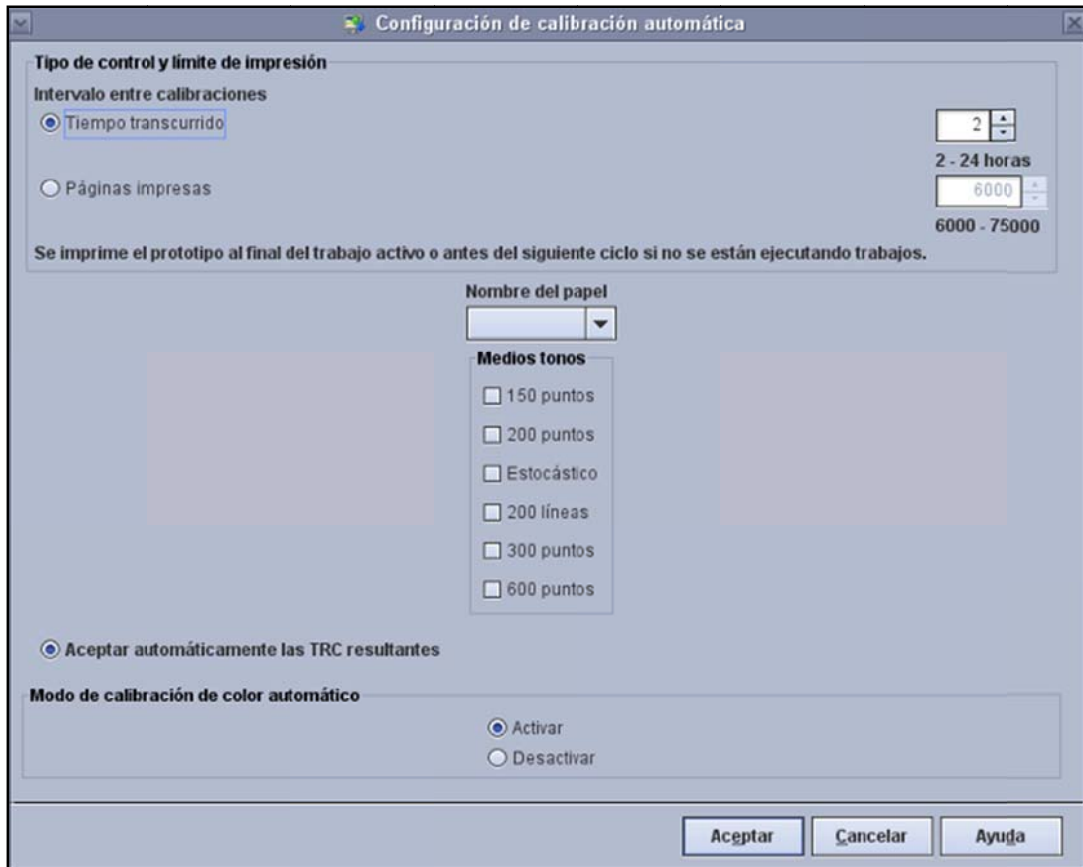 Configuración de calibración automática
Tipo de control y límite de impresión
Intervalo entre calibraciones
Tiempo transcurrido
2
2 - 24 horas
Páginas impresas
6000
6000 - 75000
Se imprime el prototipo al final del trabajo activo o antes del siguiente ciclo si no se están ejecutando trabajos.
Nombre del papel
Medios tonos
150 puntos
200 puntos
Estocástico
200 líneas
300 puntos
600 puntos
Aceptar automáticamente las TRC resultantes
Modo de calibración de color automático
Activar
Desactivar
Aceptar Cancelar Ayuda